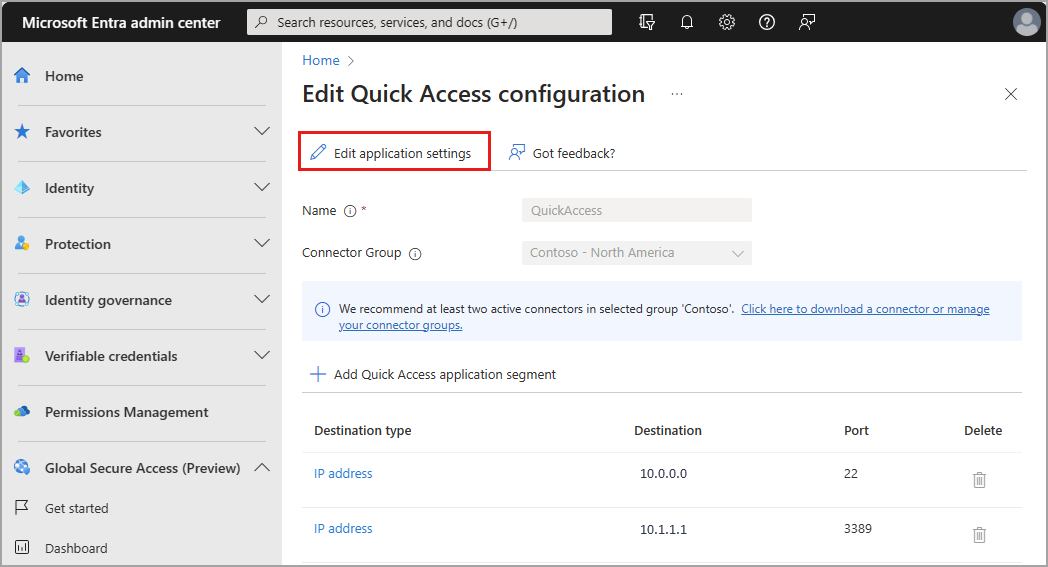 Microsoft Entra admin center
Search resources, services, and docs (G+/)
Home
Favorites
Identity
Protection
Identity governance
Verifiable credentials
Permissions Management
Global Secure Access (Preview)
Get started
Dashboard
Home
Edit Quick Access configuration
Edit application settings
Got feedback?
Name *
QuickAccess
Connector Group
Contoso - North America
We recommend at least two active connectors in selected group 'Contoso'. Click here to download a connector or manage
your connector groups.
Add Quick Access application segment
Destination type Destination Port Delete
IP address 10.0.0.0 22
IP address 10.1.1.1 3389